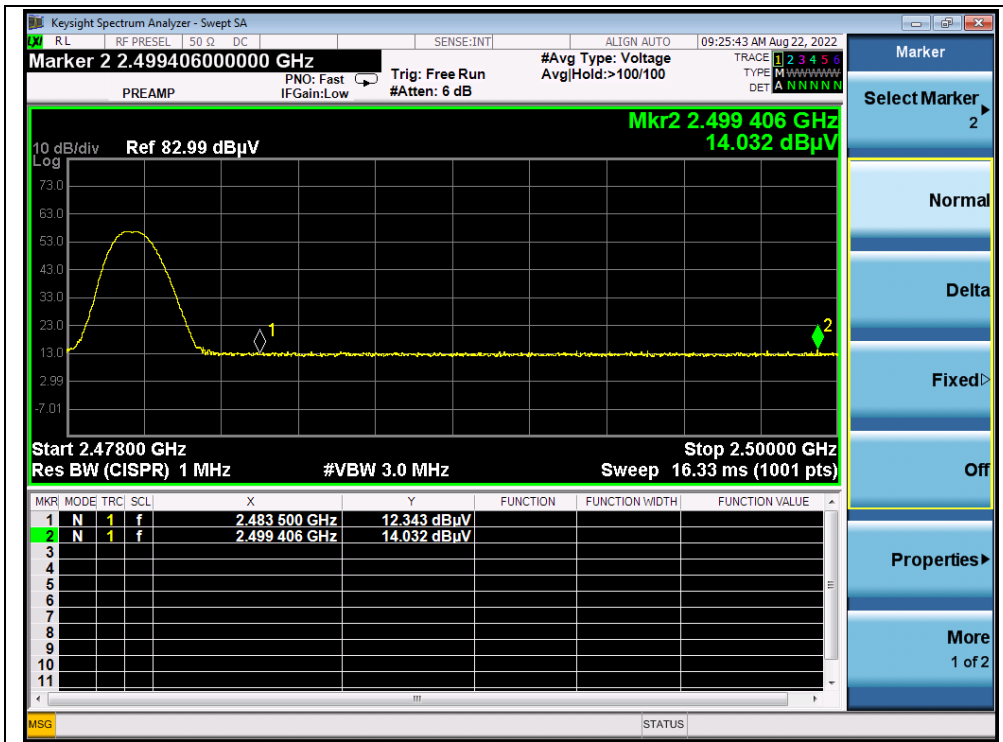 Keysight Spectrum Analyzer - Swept SA
LXI RL RF PRESEL 50 Ω DC SENSE:INT ALIGN AUTO 09:25:43 AM Aug 22, 2022
Marker 2 2.499406000000 GHz
PREAMP
PNO: Fast
IFGain:Low
Trig: Free Run
#Atten: 6 dB
#Avg Type: Voltage
Avg|Hold:>100/100
TRACE 1 2 3 4 5 6
TYPE M WWWWW
DET A N N N N N
Mkr2 2.499 406 GHz
14.032 dBµV
10 dB/div Ref 82.99 dBµV
Log
73.0
63.0
53.0
43.0
33.0
23.0
13.0
2.99
-7.01
1
2
Start 2.47800 GHz Stop 2.50000 GHz
Res BW (CISPR) 1 MHz #VBW 3.0 MHz Sweep 16.33 ms (1001 pts)
MKR MODE TRC SCL X Y FUNCTION FUNCTION WIDTH FUNCTION VALUE
1 N 1 f 2.483 500 GHz 12.343 dBµV
2 N 1 f 2.499 406 GHz 14.032 dBµV
3
4
5
6
7
8
9
10
11
MSG STATUS
Marker
Select Marker
2
Normal
Delta
Fixed
Off
Properties
More
1 of 2